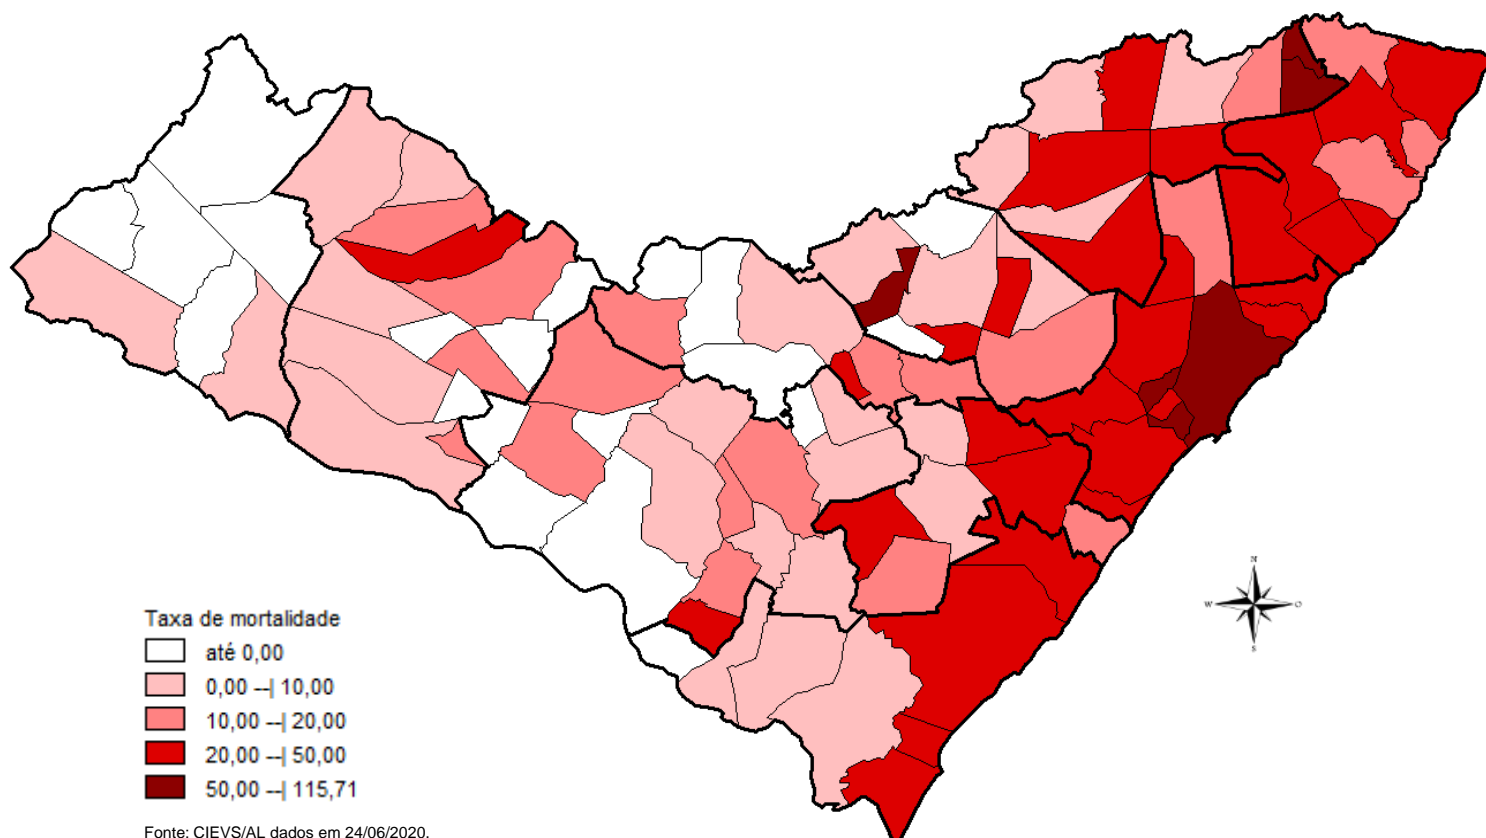 N
W
O
S
Taxa de mortalidade
até 0,00
0,00 --| 10,00
10,00 --| 20,00
20,00 --| 50,00
50,00 --| 115,71
Fonte: CIEVS/AL dados em 24/06/2020.